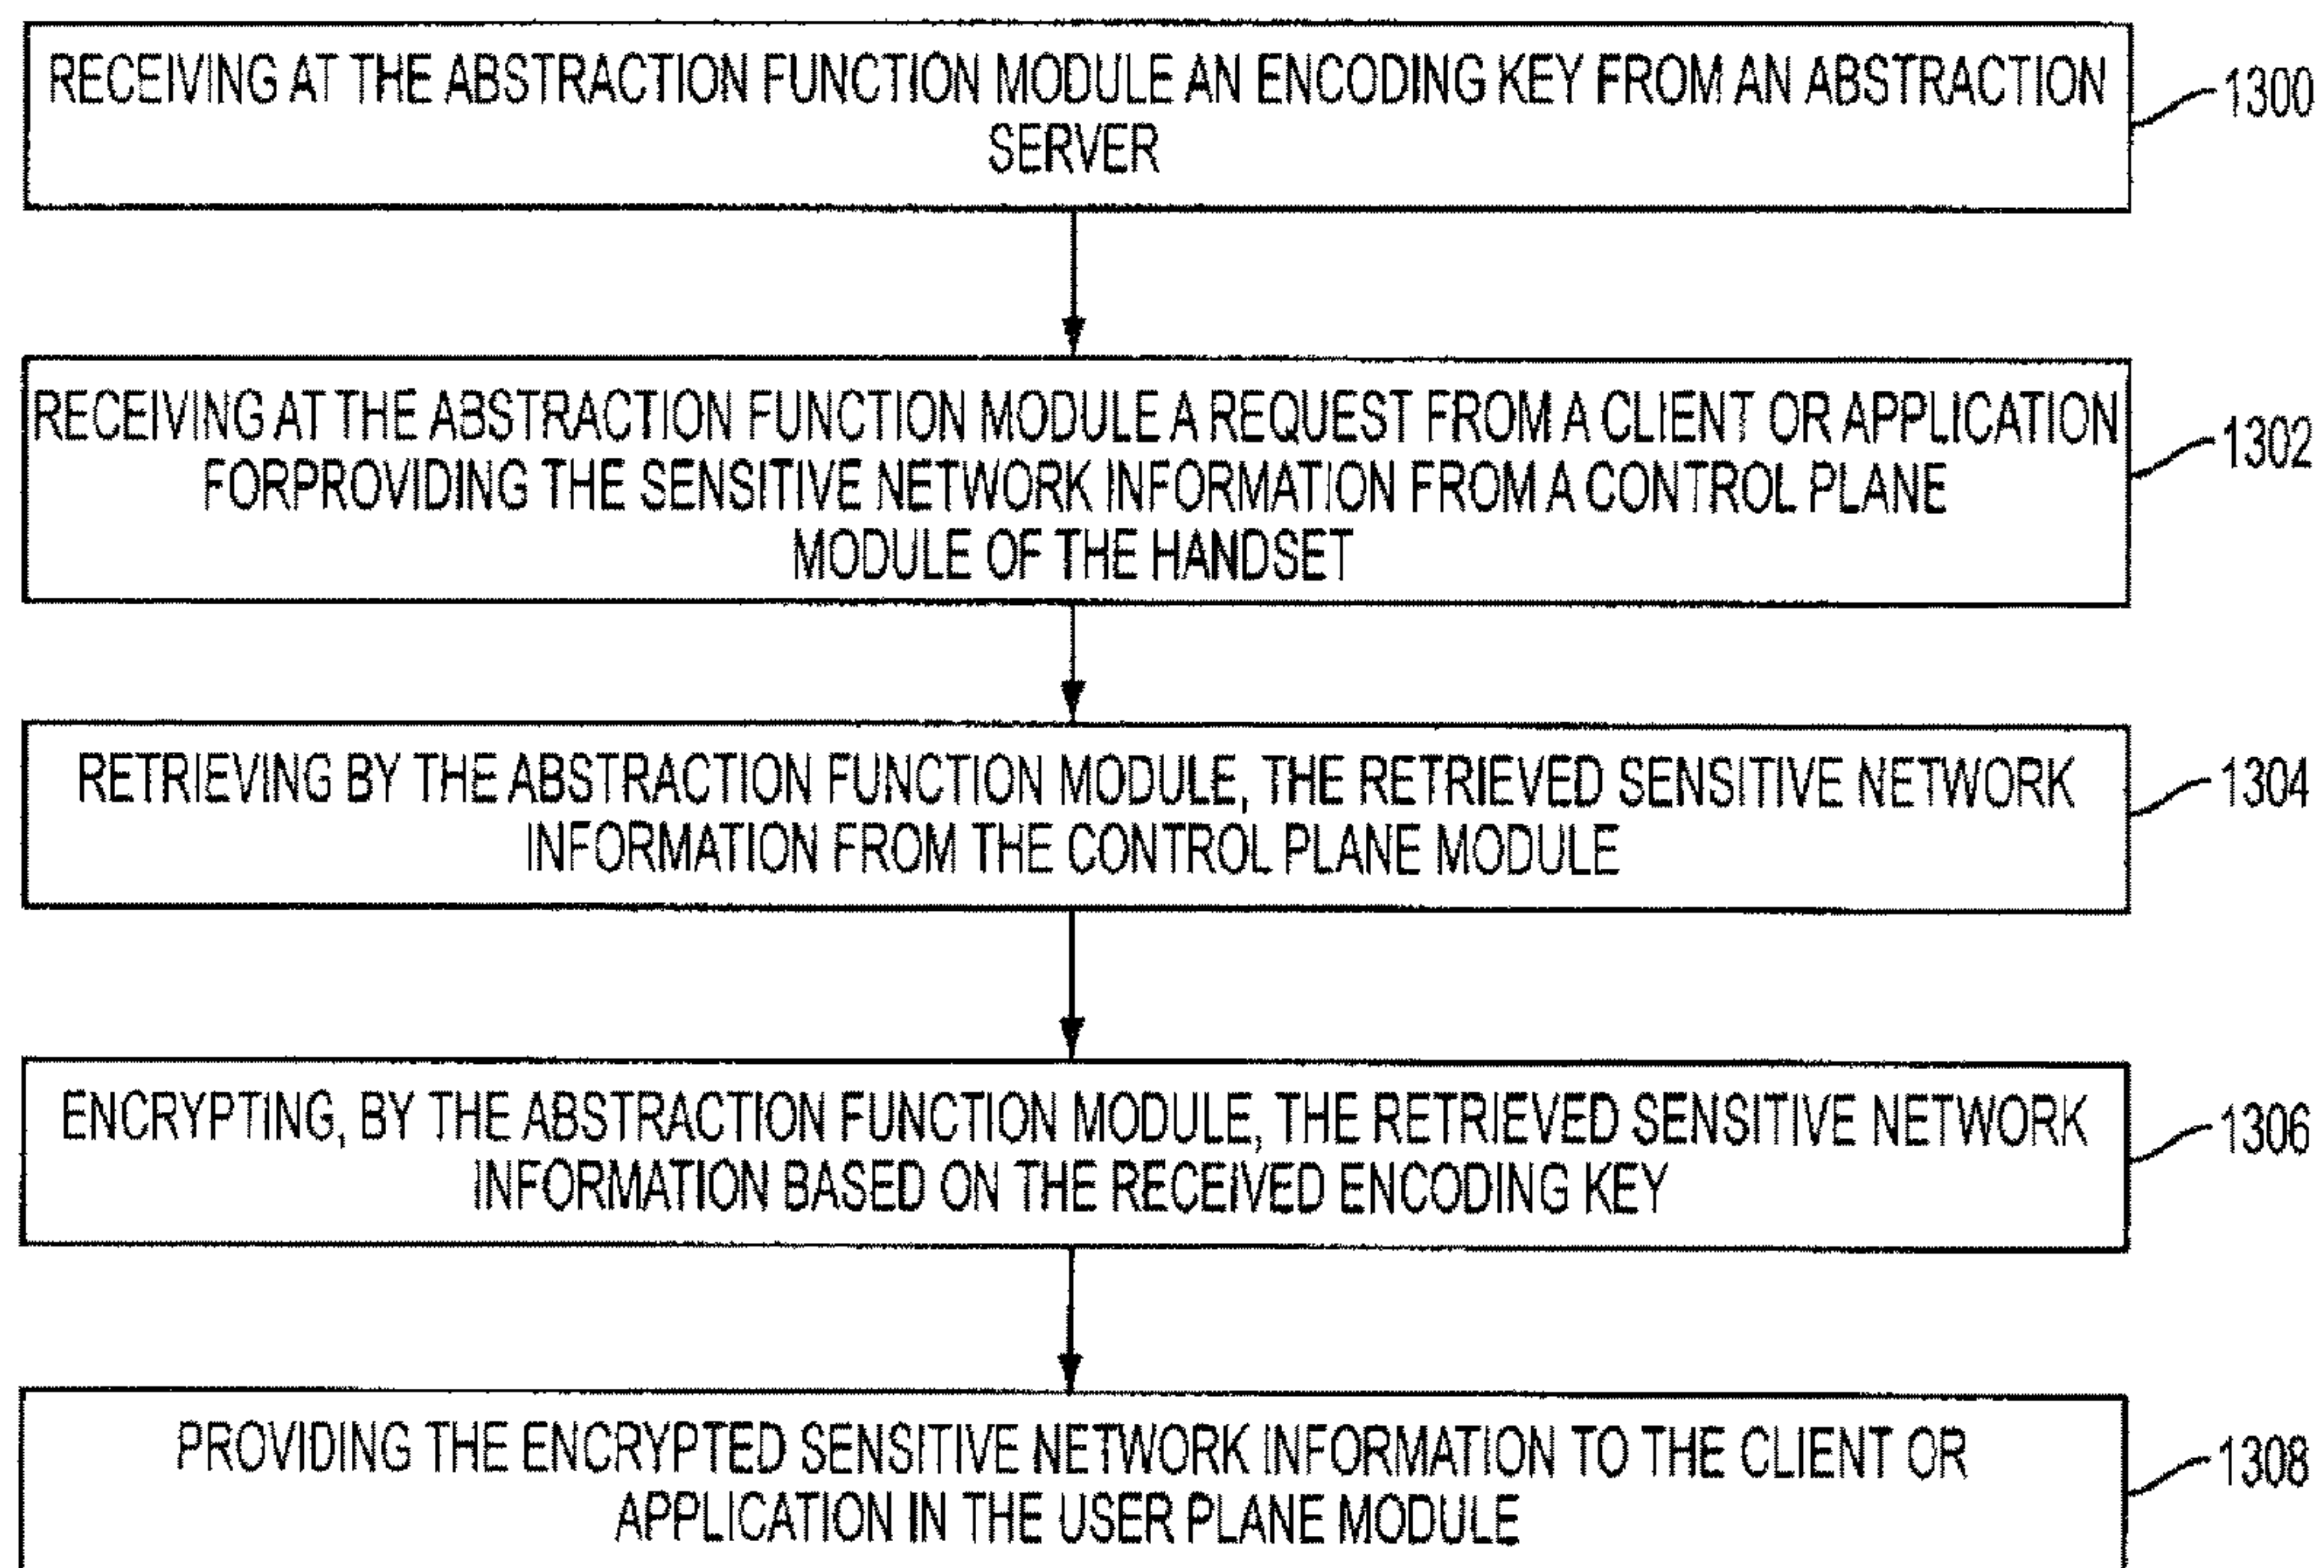 RECEIVING AT THE ABSTRACTION FUNCTION MODULE AN ENCODING KEY FROM AN ABSTRACTION
SERVER
1300
RECEIVING AT THE ABSTRACTION FUNCTION MODULE A REQUEST FROM A CLIENT OR APPLICATION
FORPROVIDING THE SENSITIVE NETWORK INFORMATION FROM A CONTROL PLANE
MODULE OF THE HANDSET
1302
RETRIEVING BY THE ABSTRACTION FUNCTION MODULE, THE RETRIEVED SENSITIVE NETWORK
INFORMATION FROM THE CONTROL PLANE MODULE
1304
ENCRYPTING, BY THE ABSTRACTION FUNCTION MODULE, THE RETRIEVED SENSITIVE NETWORK
INFORMATION BASED ON THE RECEIVED ENCODING KEY
1306
PROVIDING THE ENCRYPTED SENSITIVE NETWORK INFORMATION TO THE CLIENT OR
APPLICATION IN THE USER PLANE MODULE
1308